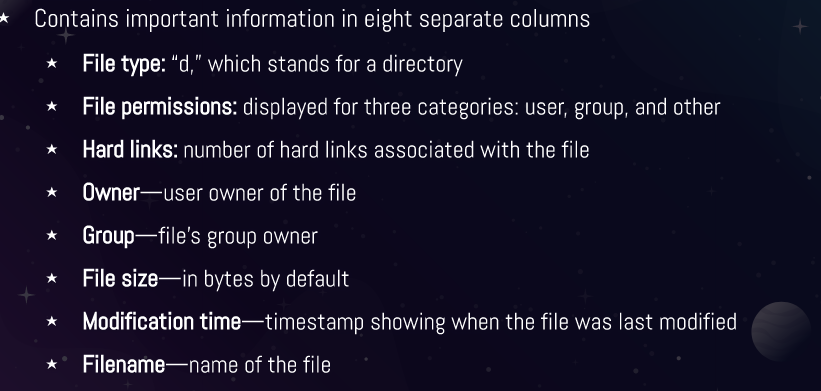 Contains important information in eight separate columns
File type: “d,” which stands for a directory
File permissions: displayed for three categories: user, group, and other
Hard links: number of hard links associated with the file
Owner—user owner of the file
Group—file’s group owner
File size—in bytes by default
Modification time—timestamp showing when the file was last modified
Filename—name of the file